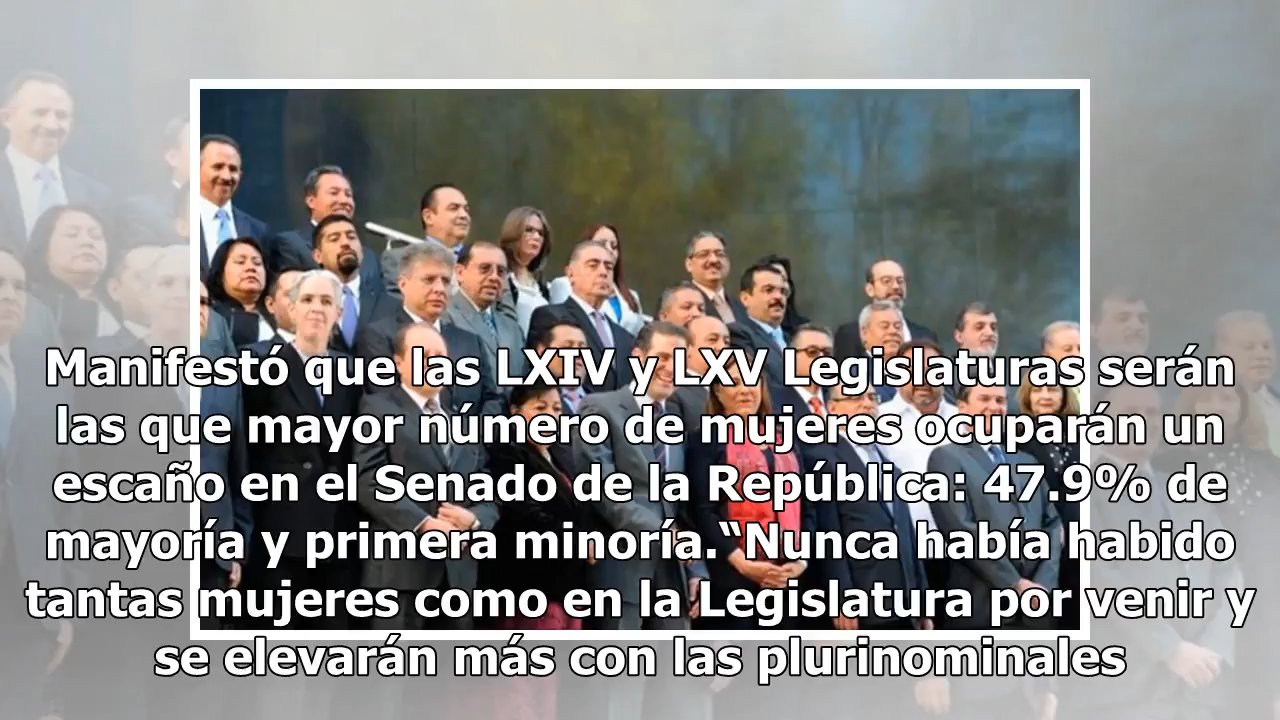 Manifestó que las LXIV y LXV Legislaturas serán
las que mayor número de mujeres ocuparán un
escaño en el Senado de la República: 47.9% de
mayoría y primera minoría.“Nunca había habido
tantas mujeres como en la Legislatura por venir y
se elevarán más con las plurinominales